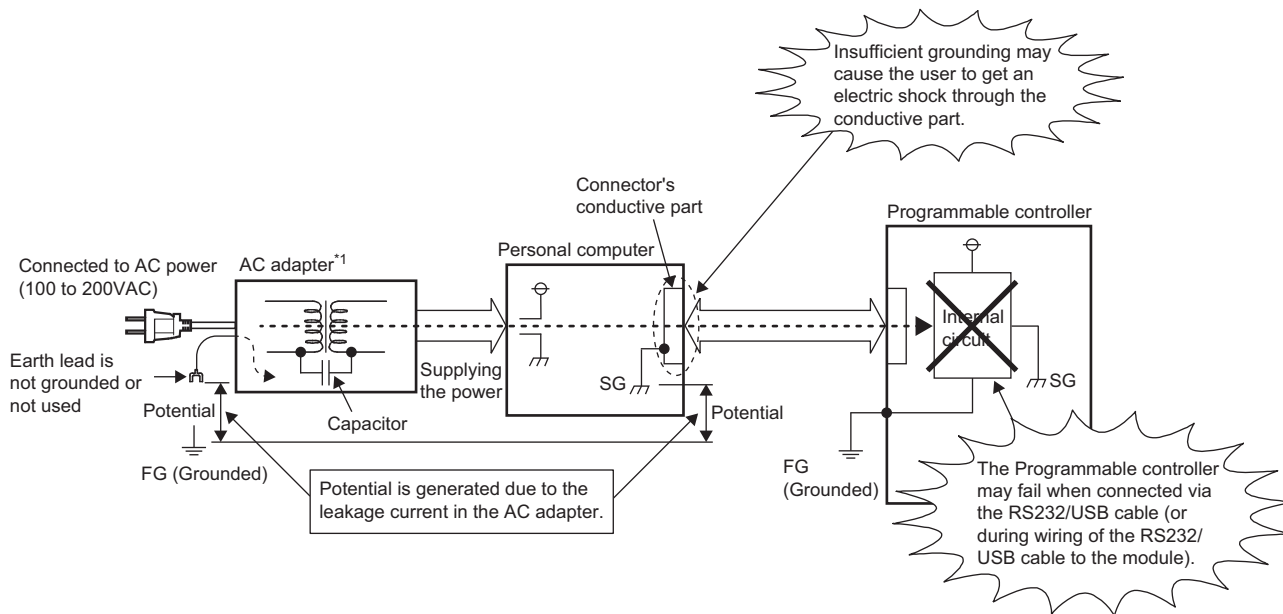 Insufficient grounding may
cause the user to get an
electric shock through the
conductive part.
Connector's
conductive part
Programmable controller
Personal computer
Connected to AC power
(100 to 200VAC)
AC adapter*1
Internal
circuit
Earth lead is
not grounded or
not used
Supplying
the power
SG
SG
Potential
Capacitor
Potential
FG (Grounded)
FG
(Grounded)
Potential is generated due to the
leakage current in the AC adapter.
The Programmable controller
may fail when connected via
the RS232/USB cable (or
during wiring of the RS232/
USB cable to the module).